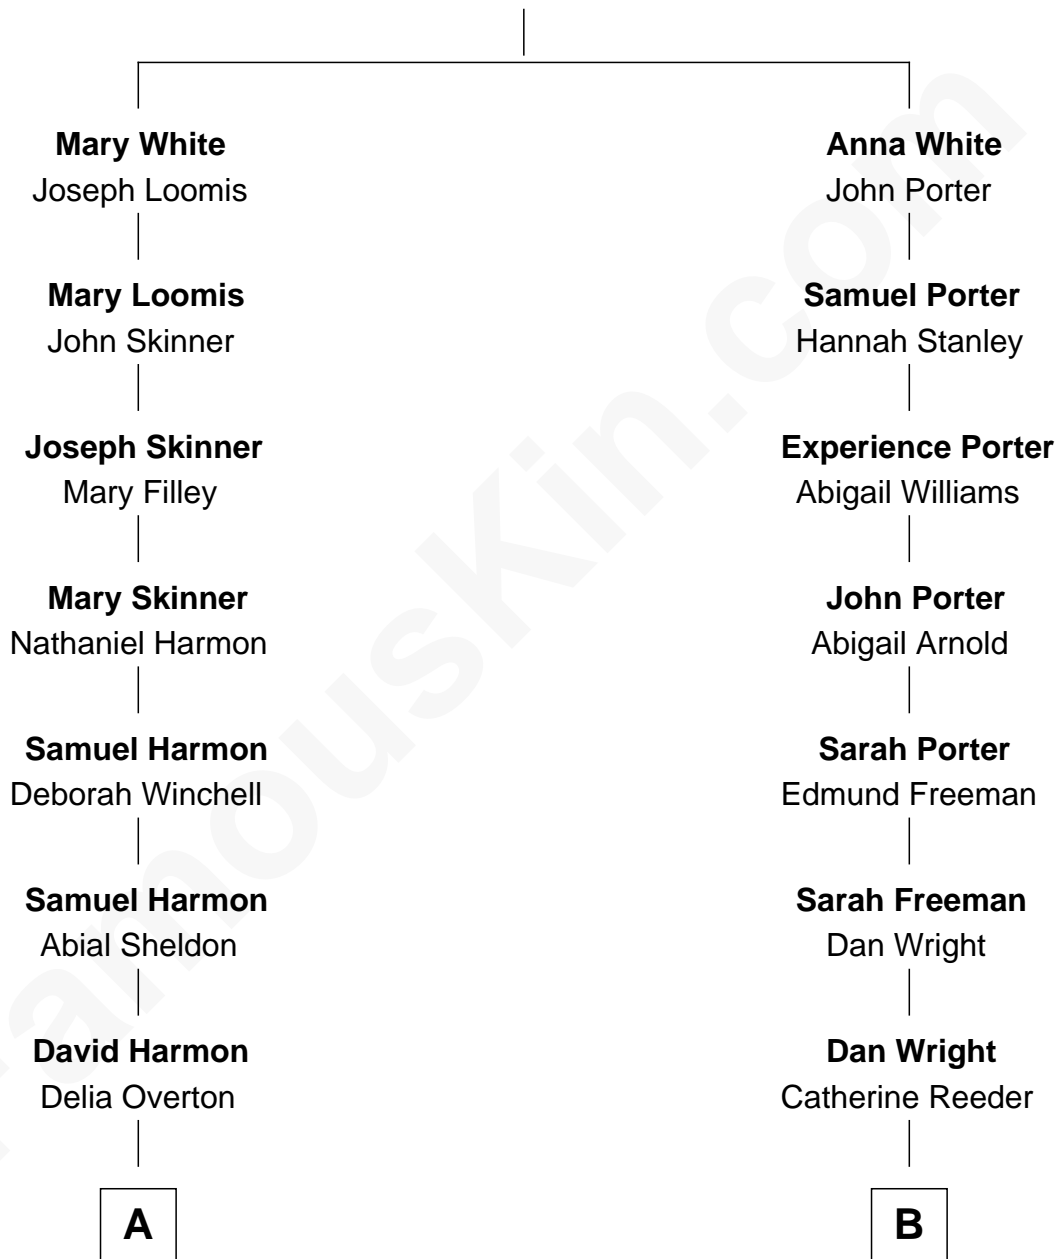 Mary White
Joseph Loomis
Mary Loomis
John Skinner
Joseph Skinner
Mary Filley
Mary Skinner
Nathaniel Harmon
Samuel Harmon
Deborah Winchell
Samuel Harmon
Abial Sheldon
David Harmon
Delia Overton
A
Anna White
John Porter
Samuel Porter
Hannah Stanley
Experience Porter
Abigail Williams
John Porter
Abigail Arnold
Sarah Porter
Edmund Freeman
Sarah Freeman
Dan Wright
Dan Wright
Catherine Reeder
B
FamousKin.com